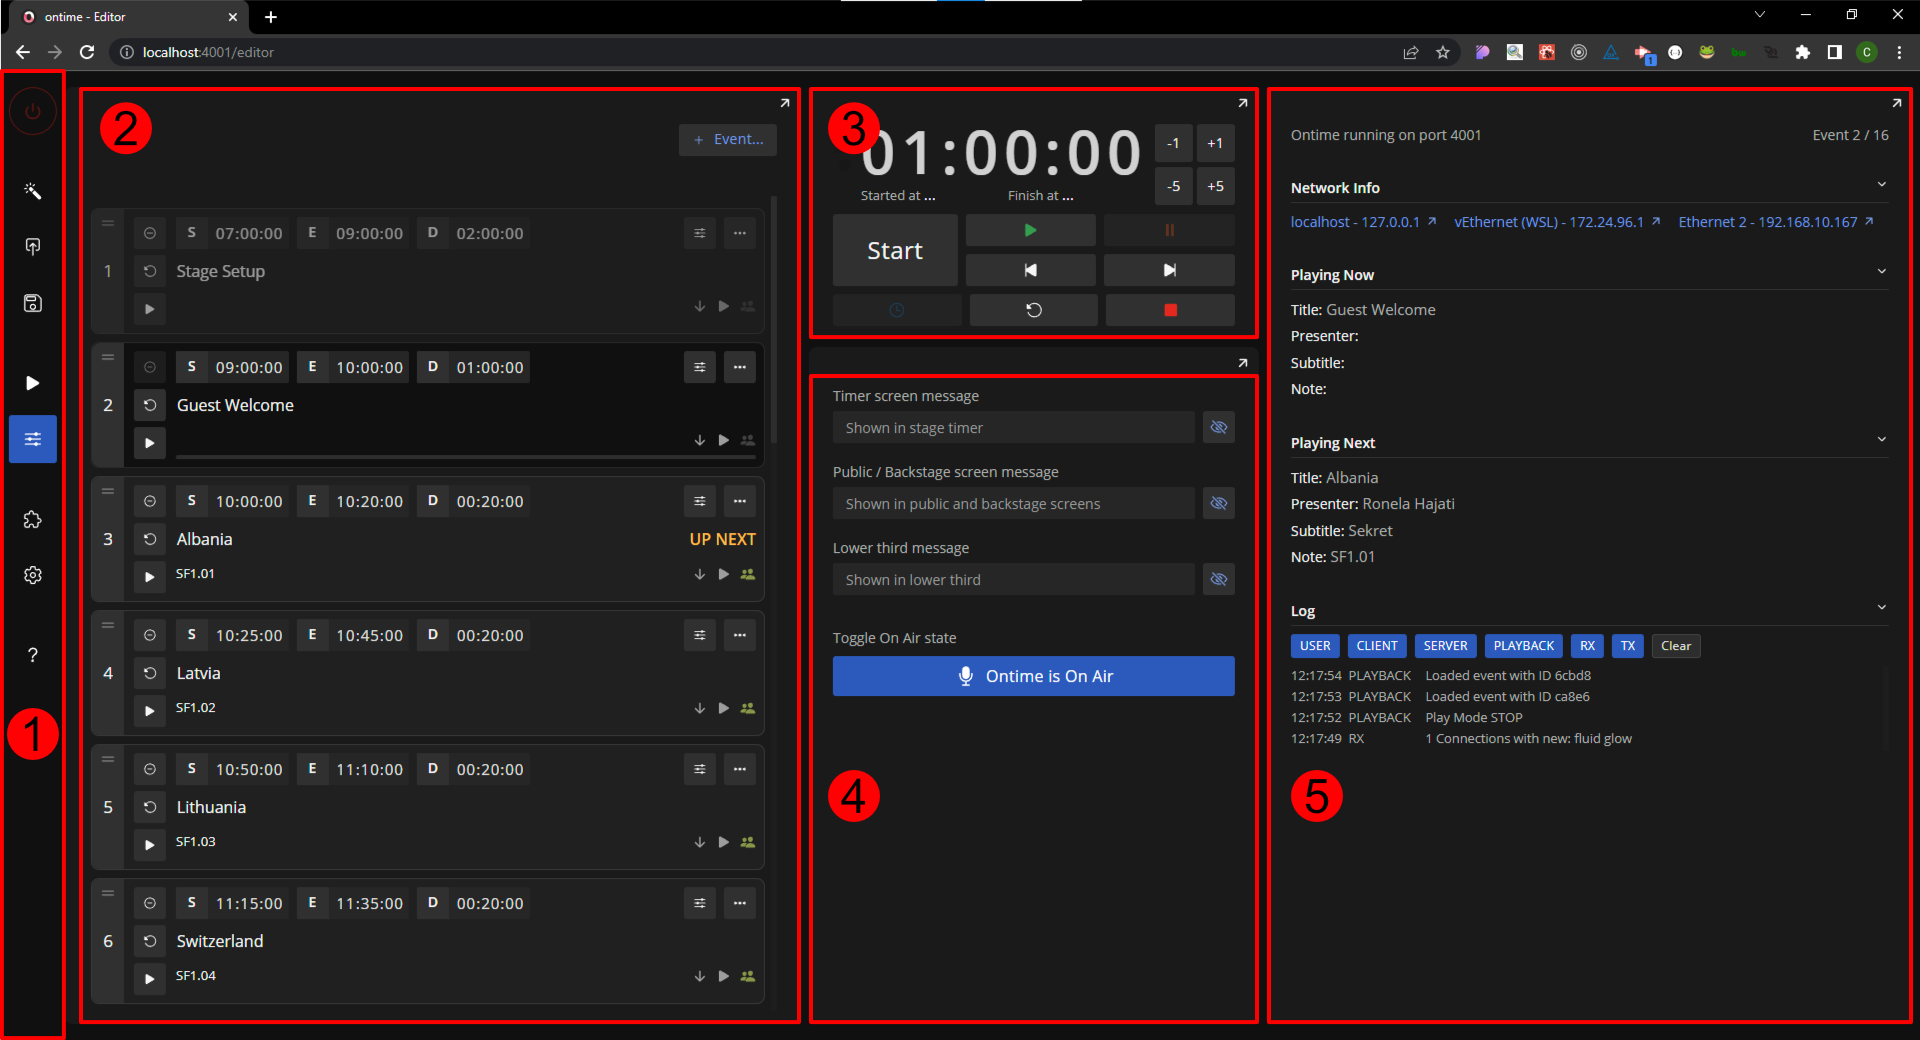 ontime - Editor
localhost:4001/editor
1
C
1
2
+ Event...
1
S 07:00:00 E 09:00:00 D 02:00:00
Stage Setup
2
S 09:00:00 E 10:00:00 D 01:00:00
Guest Welcome
3
S 10:00:00 E 10:20:00 D 00:20:00
Albania UP NEXT
SF1.01
4
S 10:25:00 E 10:45:00 D 00:20:00
Latvia
SF1.02
5
S 10:50:00 E 11:10:00 D 00:20:00
Lithuania
SF1.03
6
S 11:15:00 E 11:35:00 D 00:20:00
Switzerland
SF1.04
3
01:00:00
-1 +1
-5 +5
Started at ... Finish at ...
Start
Timer screen message
Shown in stage timer
Public / Backstage screen message
Shown in public and backstage screens
Lower third message
Shown in lower third
Toggle On Air state
Ontime is On Air
4
Ontime running on port 4001 Event 2 / 16
Network Info
localhost - 127.0.0.1 vEthernet (WSL) - 172.24.96.1 Ethernet 2 - 192.168.10.167
Playing Now
Title: Guest Welcome
Presenter:
Subtitle:
Note:
Playing Next
Title: Albania
Presenter: Ronela Hajati
Subtitle: Sekret
Note: SF1.01
Log
USER CLIENT SERVER PLAYBACK RX TX Clear
12:17:54 PLAYBACK Loaded event with ID 6cbd8
12:17:53 PLAYBACK Loaded event with ID ca8e6
12:17:52 PLAYBACK Play Mode STOP
12:17:49 RX 1 Connections with new: fluid glow
5